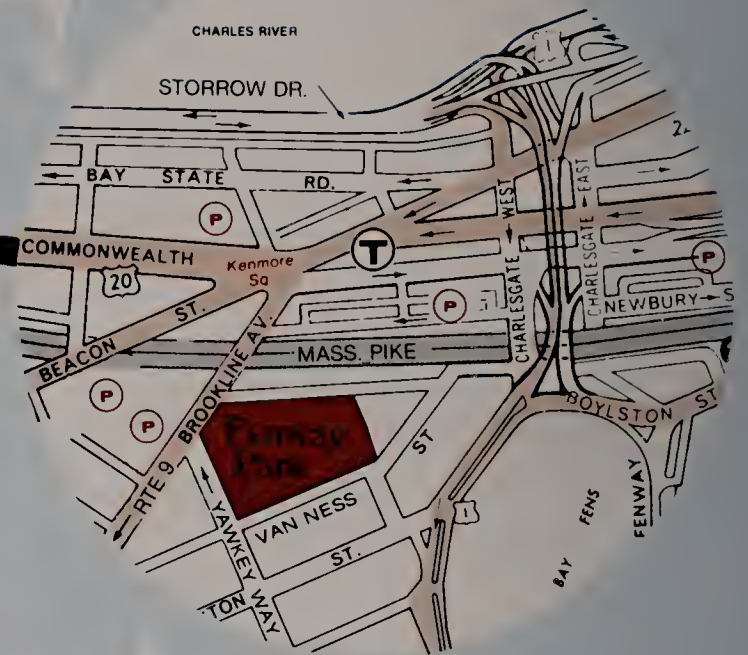 CHARLES RIVER
STORROW DR.
1
BAY STATE RD.
P
COMMONWEALTH
20
Kenmore
Sq
T
CHARLESGATE WEST
CHARLESGATE EAST
P
P
NEWBURY S
BEACON ST.
MASS. PIKE
P
P
RTE 9 BROOKLINE AV.
Fenway
Park
BOYLSTON ST
ST
VAN NESS
ST.
YAWKEY WAY
1
BAY FENS
FENWAY
TON